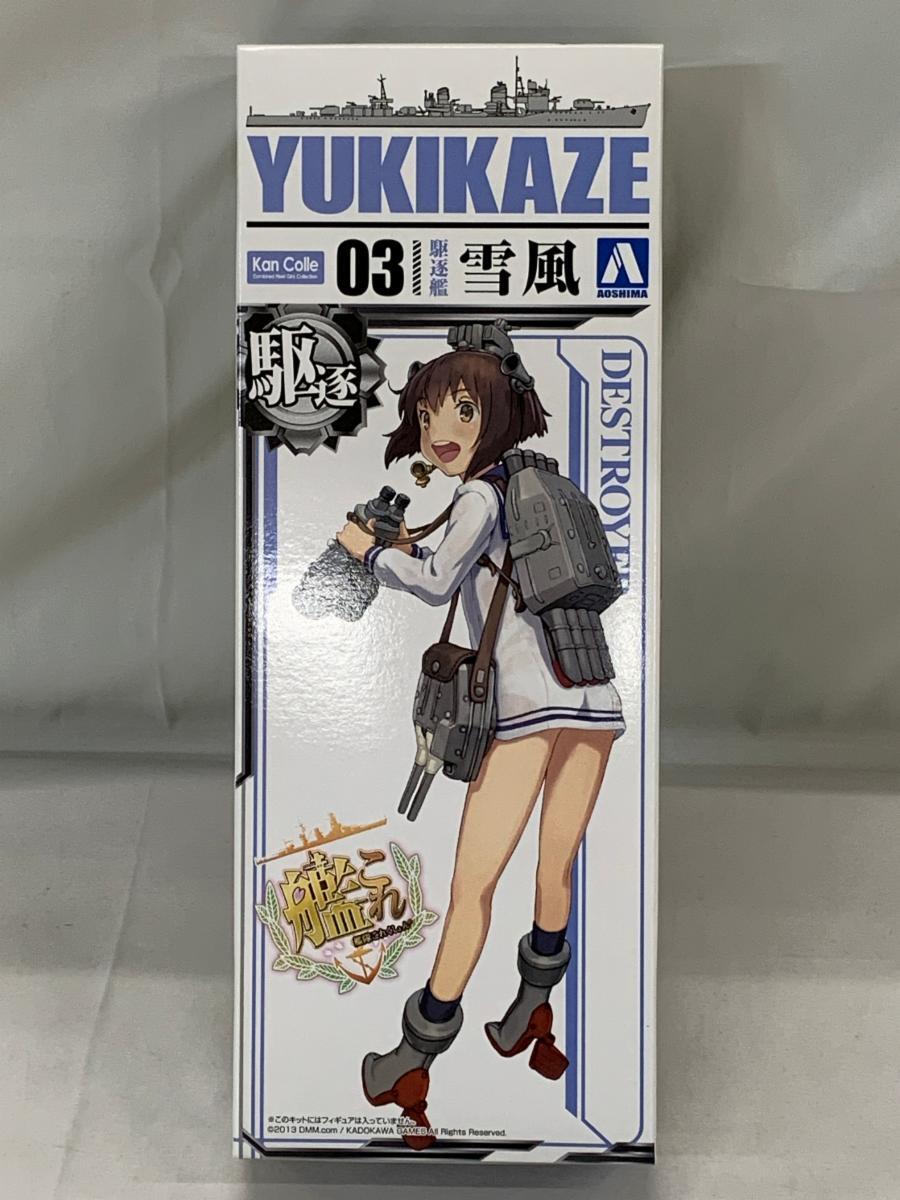 YUKIKAZE
Kan Colle
Combined Fleet Girls Collection
03
駆逐艦
雪風
AOSHIMA
駆逐
DESTROYE
艦これ
※このキットにはフィギュアは入っていません。
©2013 DMM.com / KADOKAWA GAMES All Rights Reserved.